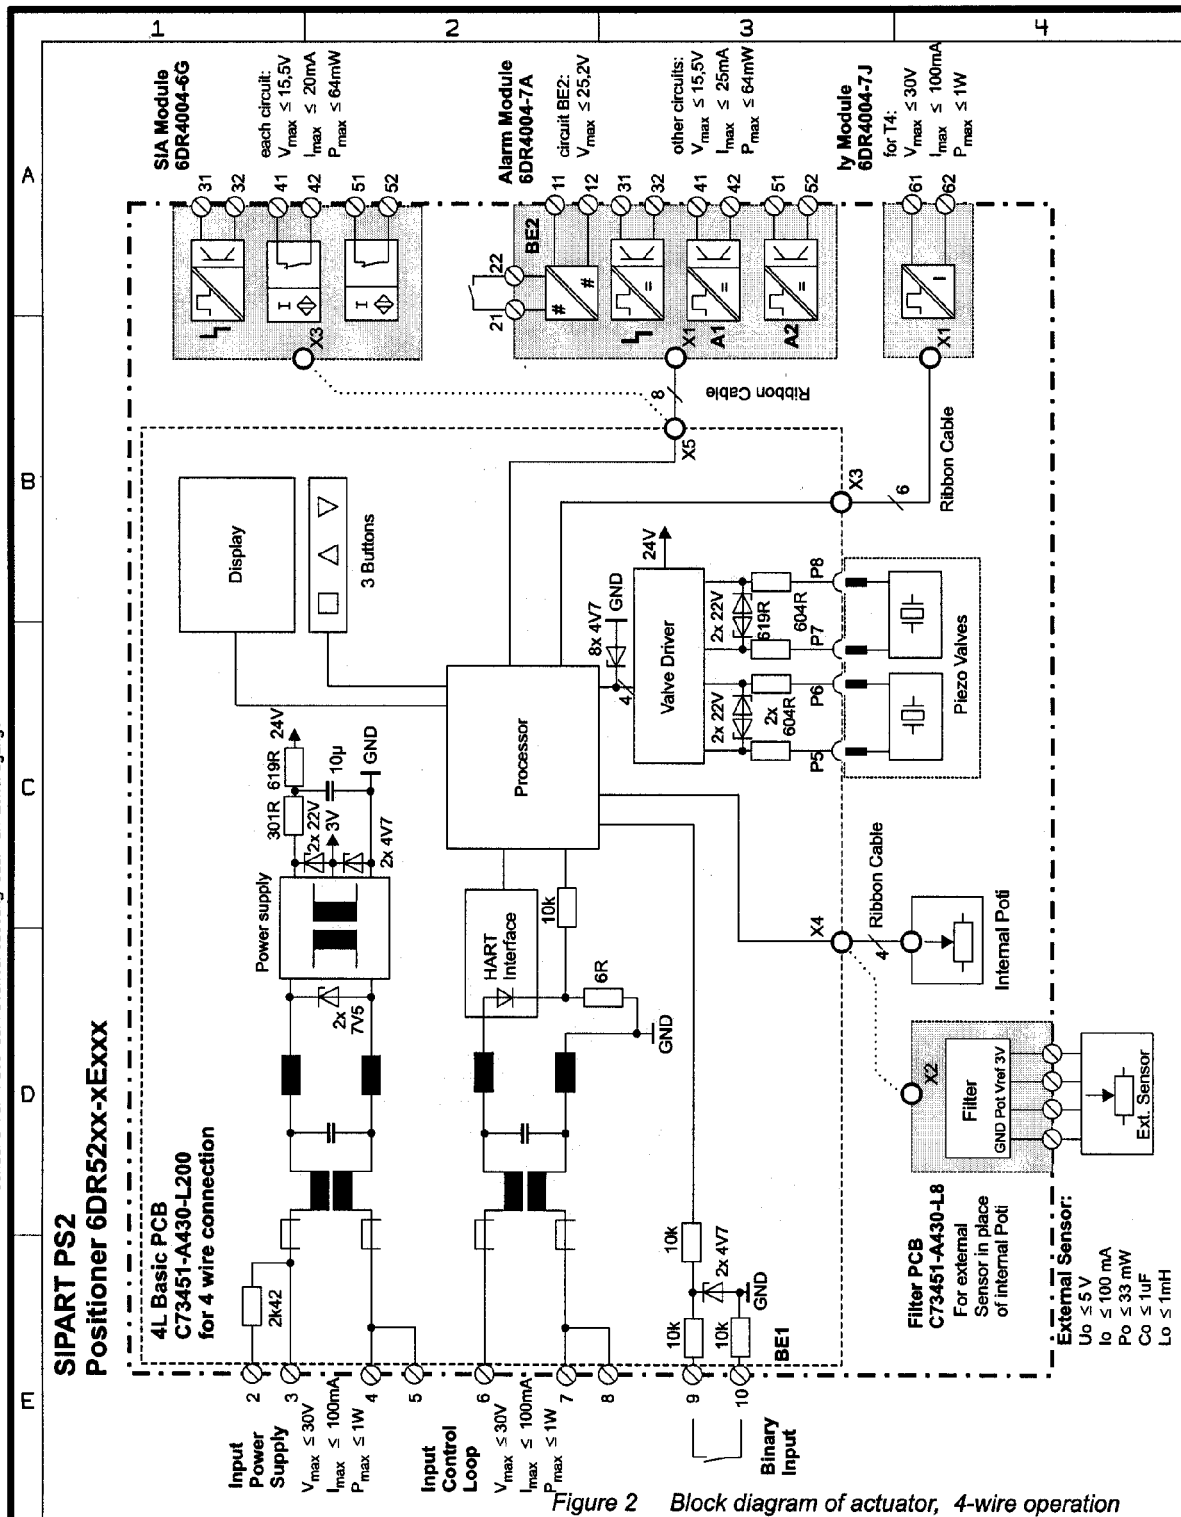 1
2
3
4
A
B
C
D
E
SIPART PS2
Positioner 6DR52xx-xExxx
4L Basic PCB
C73451-A430-L200
for 4 wire connection
SIA Module
6DR4004-6G
each circuit:
Vmax ≤ 15,5V
Imax ≤ 20mA
Pmax ≤ 64mW
31
32
41
42
51
52
I
I
X3
Alarm Module
6DR4004-7A
circuit BE2:
Vmax ≤ 25,2V
other circuits:
Vmax ≤ 15,5V
Imax ≤ 25mA
Pmax ≤ 64mW
11
12
31
32
41
42
51
52
BE2
22
21
#
#
=
=
=
A1
A2
X1
Iy Module
6DR4004-7J
for T4:
Vmax ≤ 30V
Imax ≤ 100mA
Pmax ≤ 1W
61
62
I
X1
8
Ribbon Cable
X5
X3
6
Ribbon Cable
Display
3 Buttons
Processor
24V
8x 4V7
GND
4
Valve Driver
2x 22V
619R
604R
P8
P7
2x 22V
2x
604R
P6
P5
Piezo Valves
24V
619R
301R
10µ
GND
2x 22V
3V
2x 4V7
Power supply
2x
7V5
HART
Interface
10k
6R
GND
X4
4
Ribbon Cable
Internal Poti
X2
Filter
GND Pot Vref 3V
Ext. Sensor
Filter PCB
C73451-A430-L8
For external
Sensor in place
of internal Poti
External Sensor:
Uo ≤ 5 V
Io ≤ 100 mA
Po ≤ 33 mW
Co ≤ 1uF
Lo ≤ 1mH
2k42
10k
2x 4V7
GND
10k
10k
BE1
2
3
4
5
6
7
8
9
10
Input
Power
Supply
Vmax ≤ 30V
Imax ≤ 100mA
Pmax ≤ 1W
Input
Control
Loop
Vmax ≤ 30V
Imax ≤ 100mA
Pmax ≤ 1W
Binary
Input
Figure 2 Block diagram of actuator, 4-wire operation